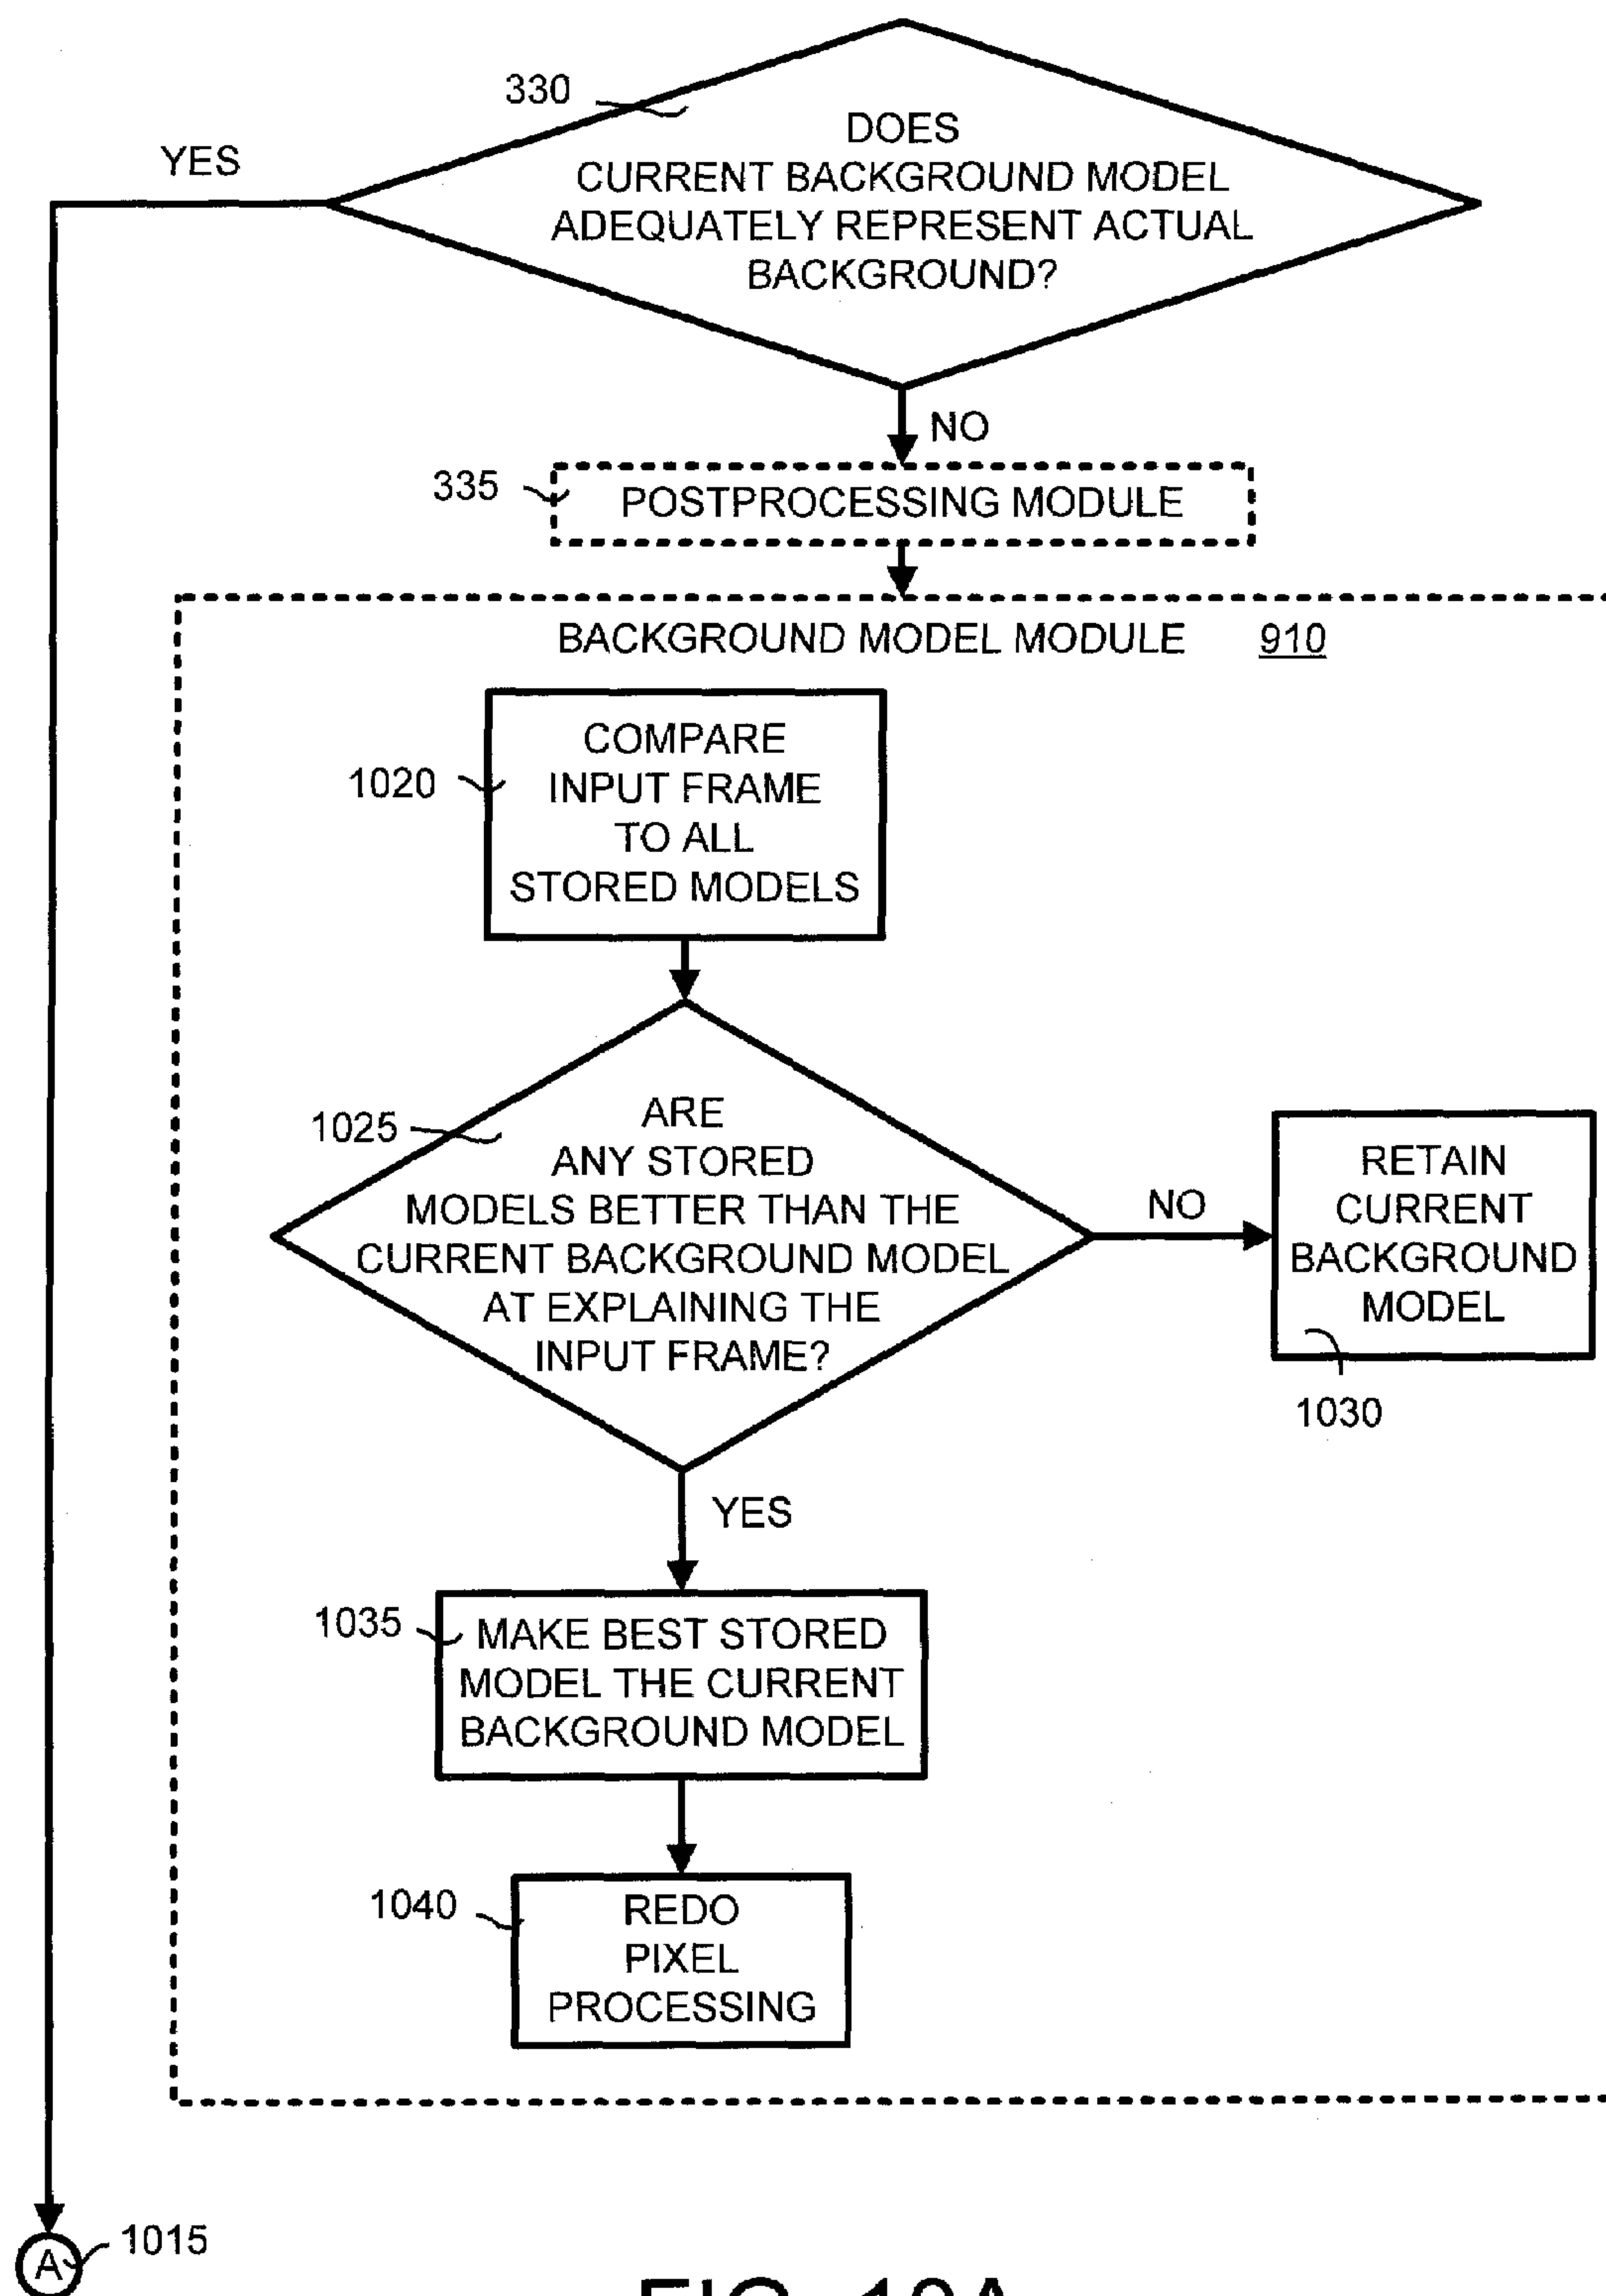 330
DOES
CURRENT BACKGROUND MODEL
ADEQUATELY REPRESENT ACTUAL
BACKGROUND?
YES
NO
335
POSTPROCESSING MODULE
BACKGROUND MODEL MODULE 910
COMPARE
INPUT FRAME
TO ALL
STORED MODELS
1020
1025
ARE
ANY STORED
MODELS BETTER THAN THE
CURRENT BACKGROUND MODEL
AT EXPLAINING THE
INPUT FRAME?
NO
RETAIN
CURRENT
BACKGROUND
MODEL
1030
YES
1035
MAKE BEST STORED
MODEL THE CURRENT
BACKGROUND MODEL
1040
REDO
PIXEL
PROCESSING
A
1015
FIG. 10A